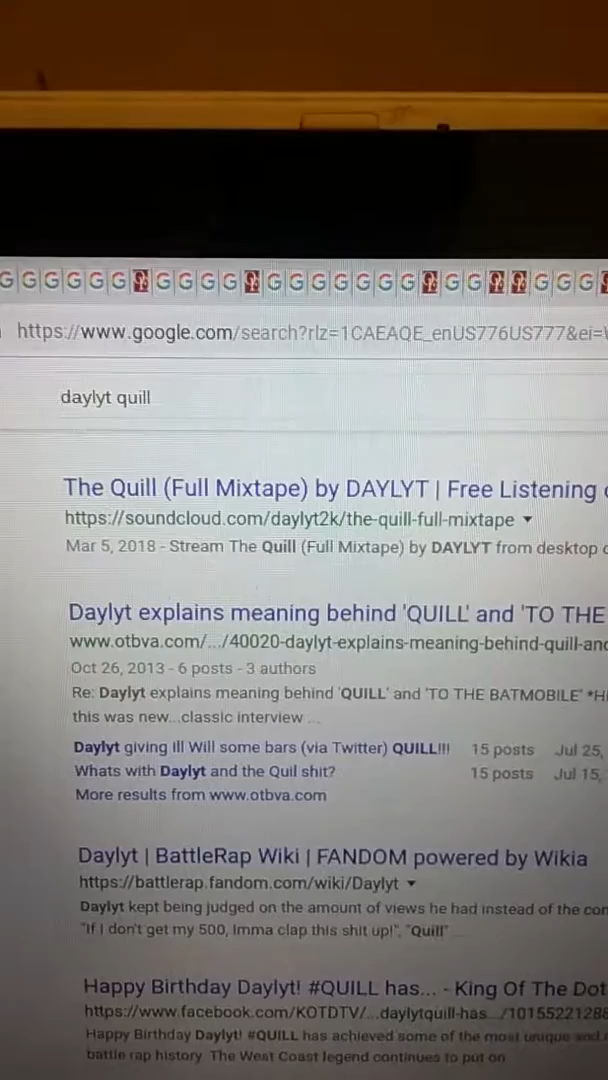 https://www.google.com/search?rlz=1CAEAQE_enUS776US777&ei=
daylyt quill
The Quill (Full Mixtape) by DAYLYT | Free Listening
https://soundcloud.com/daylyt2k/the-quill-full-mixtape
Mar 5, 2018 - Stream The Quill (Full Mixtape) by DAYLYT from desktop
Daylyt explains meaning behind 'QUILL' and 'TO THE
www.otbva.com/.../40020-daylyt-explains-meaning-behind-quill-and
Oct 26, 2013 - 6 posts - 3 authors
Re: Daylyt explains meaning behind 'QUILL' and 'TO THE BATMOBILE' *H
this was new...classic interview ...
Daylyt giving Ill Will some bars (via Twitter) QUILL!!! 15 posts Jul 25,
Whats with Daylyt and the Quil shit? 15 posts Jul 15,
More results from www.otbva.com
Daylyt | BattleRap Wiki | FANDOM powered by Wikia
https://battlerap.fandom.com/wiki/Daylyt
Daylyt kept being judged on the amount of views he had instead of the
"If I don't get my 500, Imma clap this shit up!", "Quill" ...
Happy Birthday Daylyt! #QUILL has... - King Of The Dot
https://www.facebook.com/KOTDTV/...daylytquill-has.../1015522128
Happy Birthday Daylyt! #QUILL has achieved some of the most unique and
battle rap history. The West Coast legend continues to put on